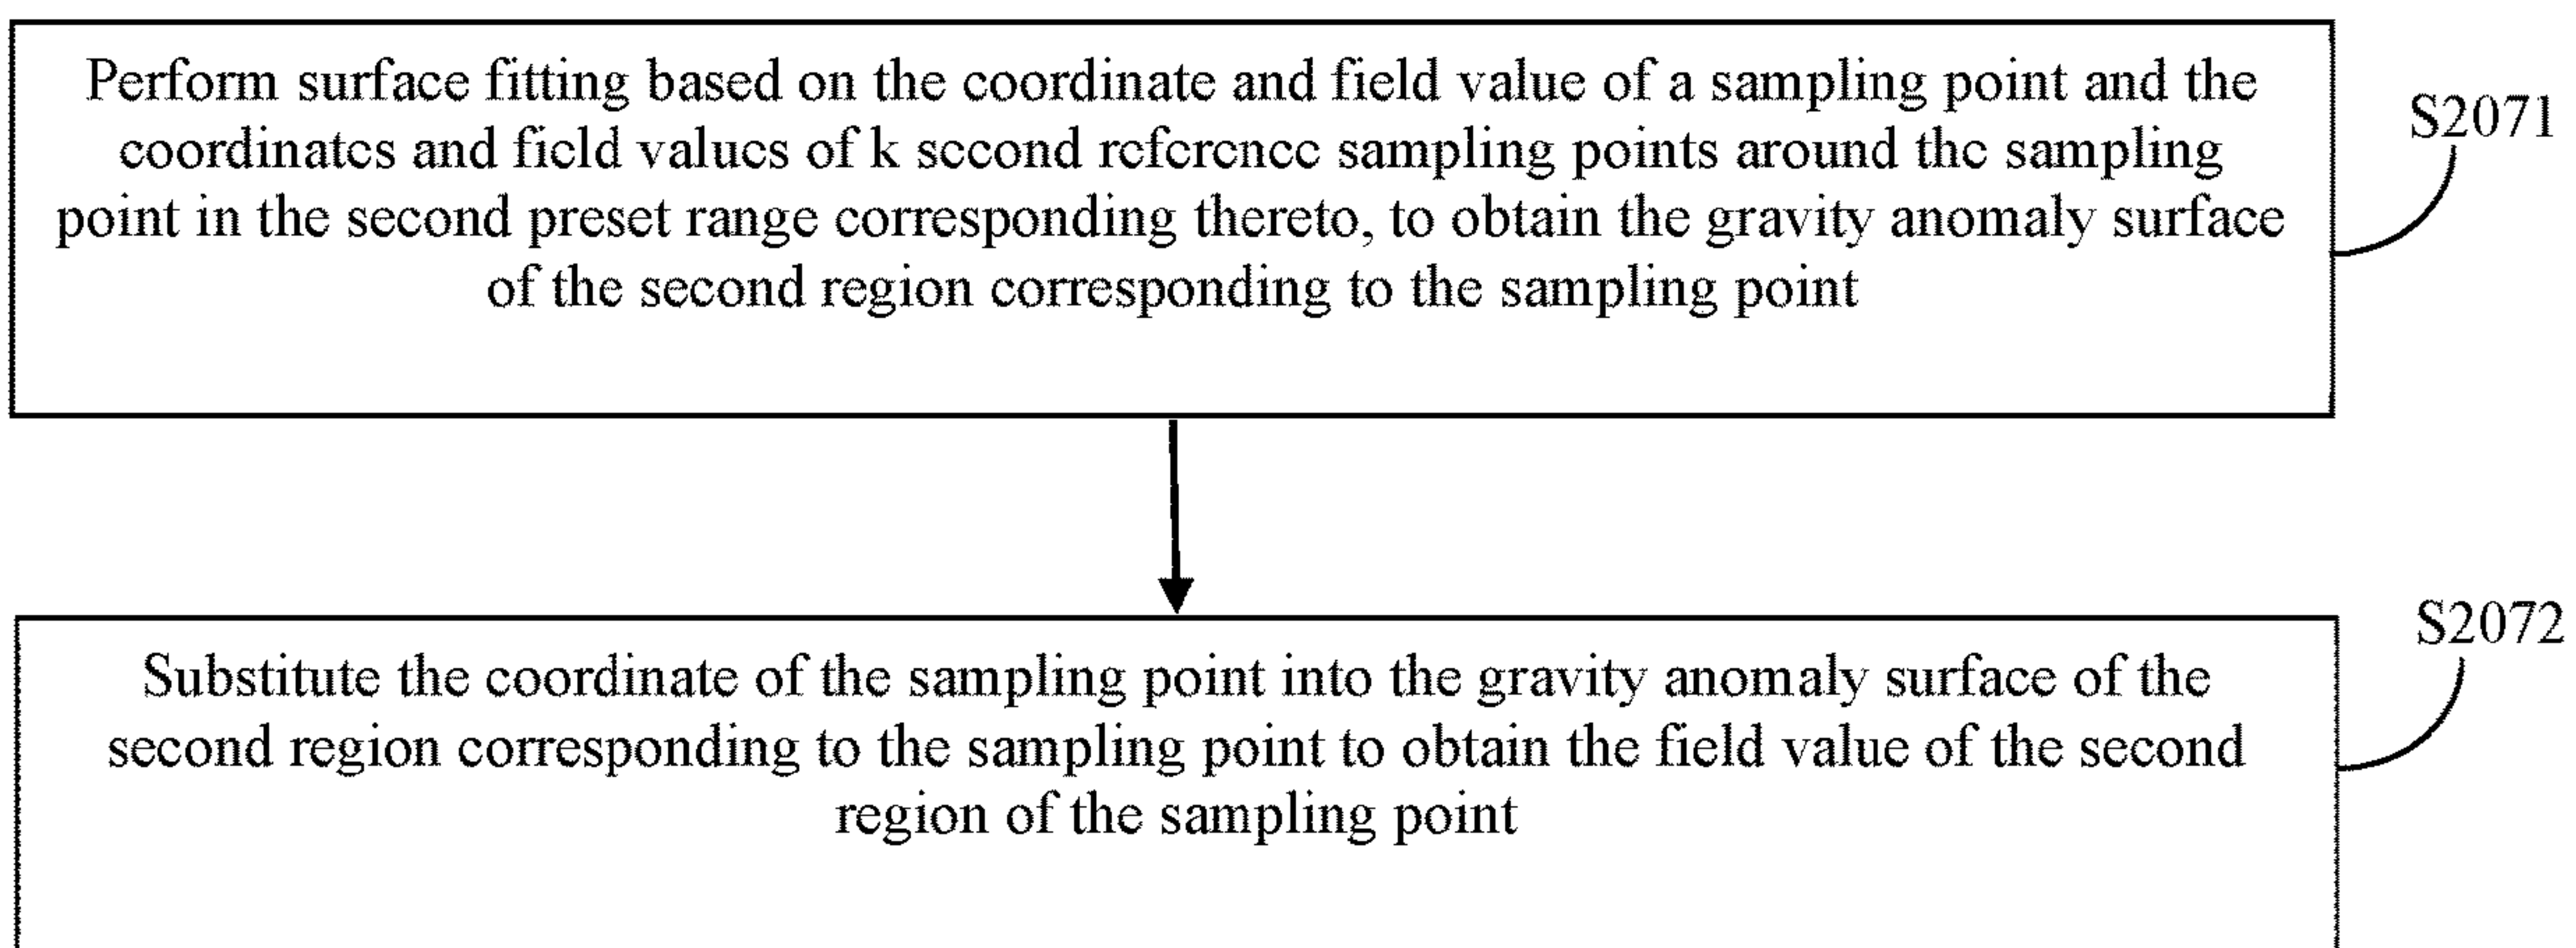 Perform surface fitting based on the coordinate and field value of a sampling point and the
coordinates and field values of k second reference sampling points around the sampling
point in the second preset range corresponding thereto, to obtain the gravity anomaly surface
of the second region corresponding to the sampling point
S2071
Substitute the coordinate of the sampling point into the gravity anomaly surface of the
second region corresponding to the sampling point to obtain the field value of the second
region of the sampling point
S2072